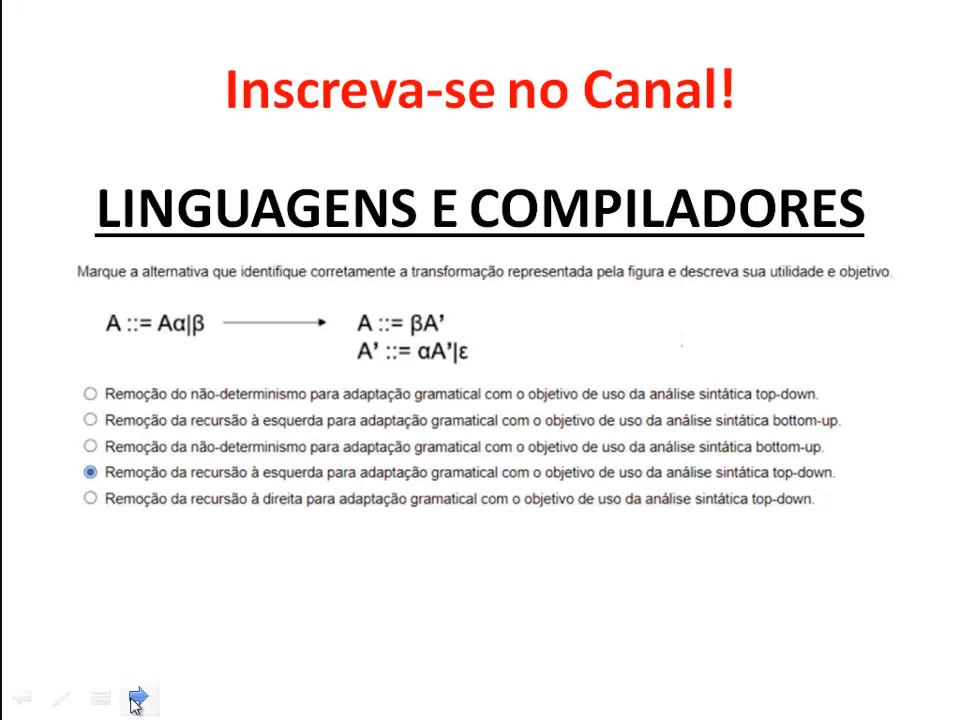 Inscreva-se no Canal!
LINGUAGENS E COMPILADORES
Marque a alternativa que identifique corretamente a transformação representada pela figura e descreva sua utilidade e objetivo.
A ::= Aα|β
A ::= βA’
A’ ::= αA’|ε
Remoção do não-determinismo para adaptação gramatical com o objetivo de uso da análise sintática top-down.
Remoção da recursão à esquerda para adaptação gramatical com o objetivo de uso da análise sintática bottom-up.
Remoção da não-determinismo para adaptação gramatical com o objetivo de uso da análise sintática bottom-up.
Remoção da recursão à esquerda para adaptação gramatical com o objetivo de uso da análise sintática top-down.
Remoção da recursão à direita para adaptação gramatical com o objetivo de uso da análise sintática top-down.